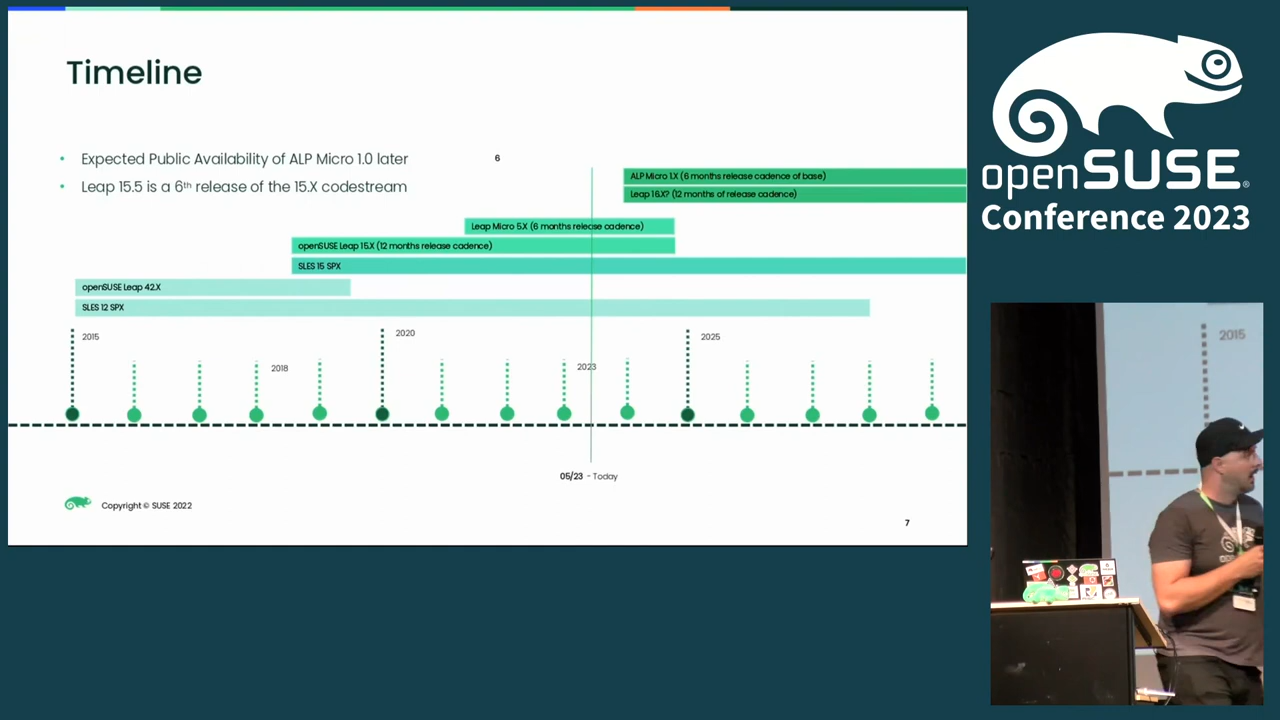 Timeline
• Expected Public Availability of ALP Micro 1.0 later
6
• Leap 15.5 is a 6th release of the 15.X codestream
ALP Micro 1.X (6 months release cadence of base)
Leap 16.X? (12 months of release cadence)
Leap Micro 5.X (6 months release cadence)
openSUSE Leap 15.X (12 months release cadence)
SLES 15 SPX
openSUSE Leap 42.X
SLES 12 SPX
2015
2018
2020
2023
2025
05/23 - Today
Copyright © SUSE 2022
7
openSUSE®
Conference 2023
2015